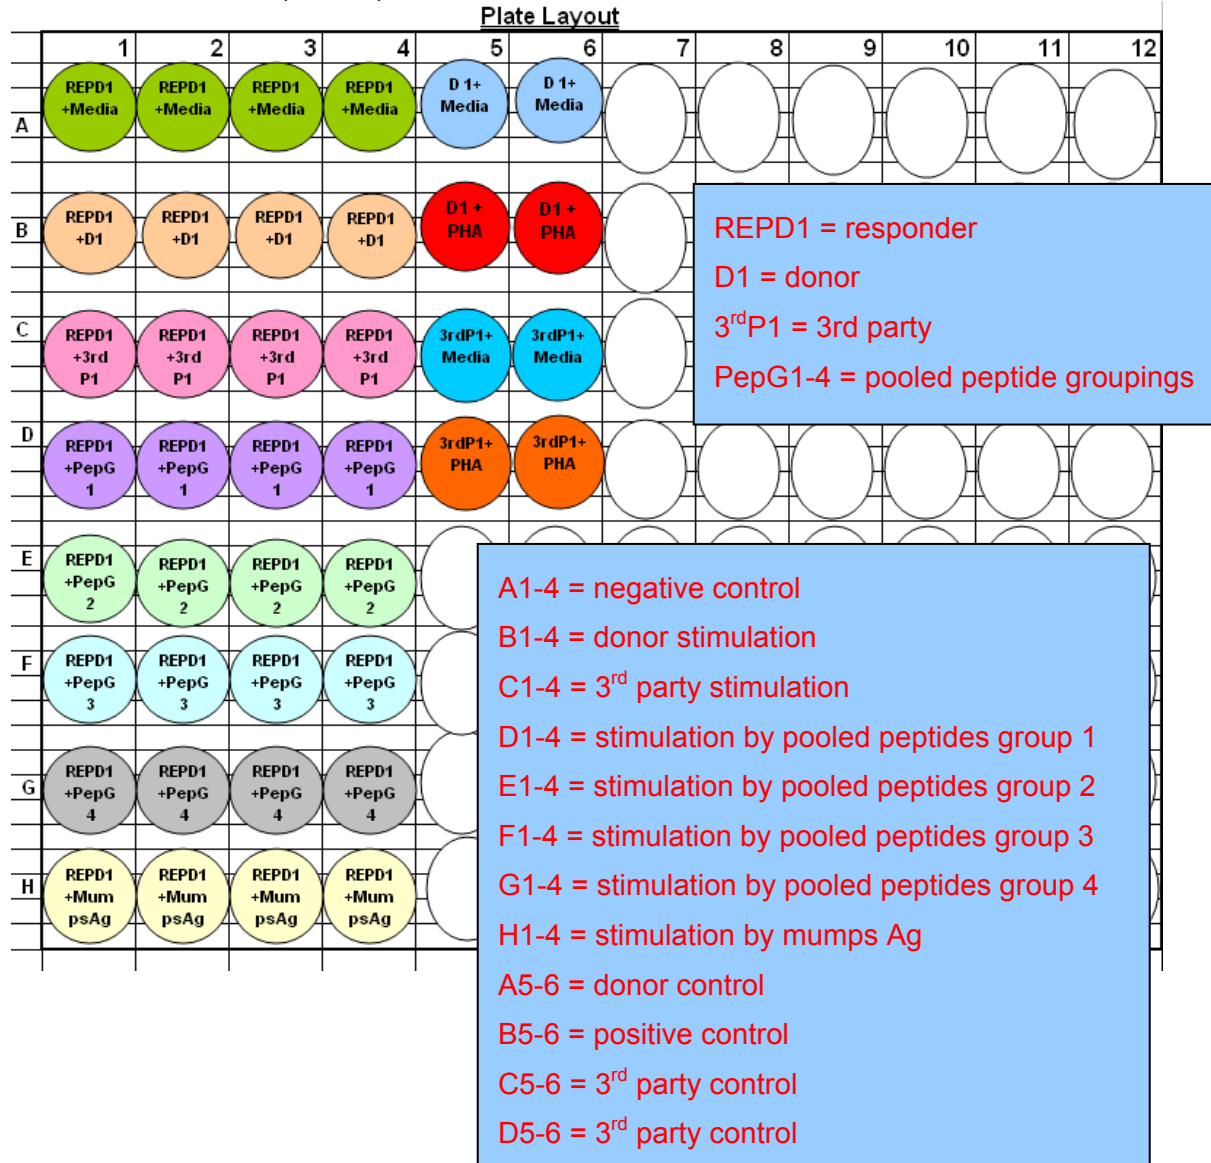 Plate Layout
1 2 3 4 5 6 7 8 9 10 11 12
A
REPD1 +Media
REPD1 +Media
REPD1 +Media
REPD1 +Media
D 1+ Media
D 1+ Media
B
REPD1 +D1
REPD1 +D1
REPD1 +D1
REPD1 +D1
D1 + PHA
D1 + PHA
C
REPD1 +3rd P1
REPD1 +3rd P1
REPD1 +3rd P1
REPD1 +3rd P1
3rdP1+ Media
3rdP1+ Media
D
REPD1 +PepG 1
REPD1 +PepG 1
REPD1 +PepG 1
REPD1 +PepG 1
3rdP1+ PHA
3rdP1+ PHA
E
REPD1 +PepG 2
REPD1 +PepG 2
REPD1 +PepG 2
REPD1 +PepG 2
F
REPD1 +PepG 3
REPD1 +PepG 3
REPD1 +PepG 3
REPD1 +PepG 3
G
REPD1 +PepG 4
REPD1 +PepG 4
REPD1 +PepG 4
REPD1 +PepG 4
H
REPD1 +Mum psAg
REPD1 +Mum psAg
REPD1 +Mum psAg
REPD1 +Mum psAg
REPD1 = responder
D1 = donor
3rdP1 = 3rd party
PepG1-4 = pooled peptide groupings
A1-4 = negative control
B1-4 = donor stimulation
C1-4 = 3rd party stimulation
D1-4 = stimulation by pooled peptides group 1
E1-4 = stimulation by pooled peptides group 2
F1-4 = stimulation by pooled peptides group 3
G1-4 = stimulation by pooled peptides group 4
H1-4 = stimulation by mumps Ag
A5-6 = donor control
B5-6 = positive control
C5-6 = 3rd party control
D5-6 = 3rd party control